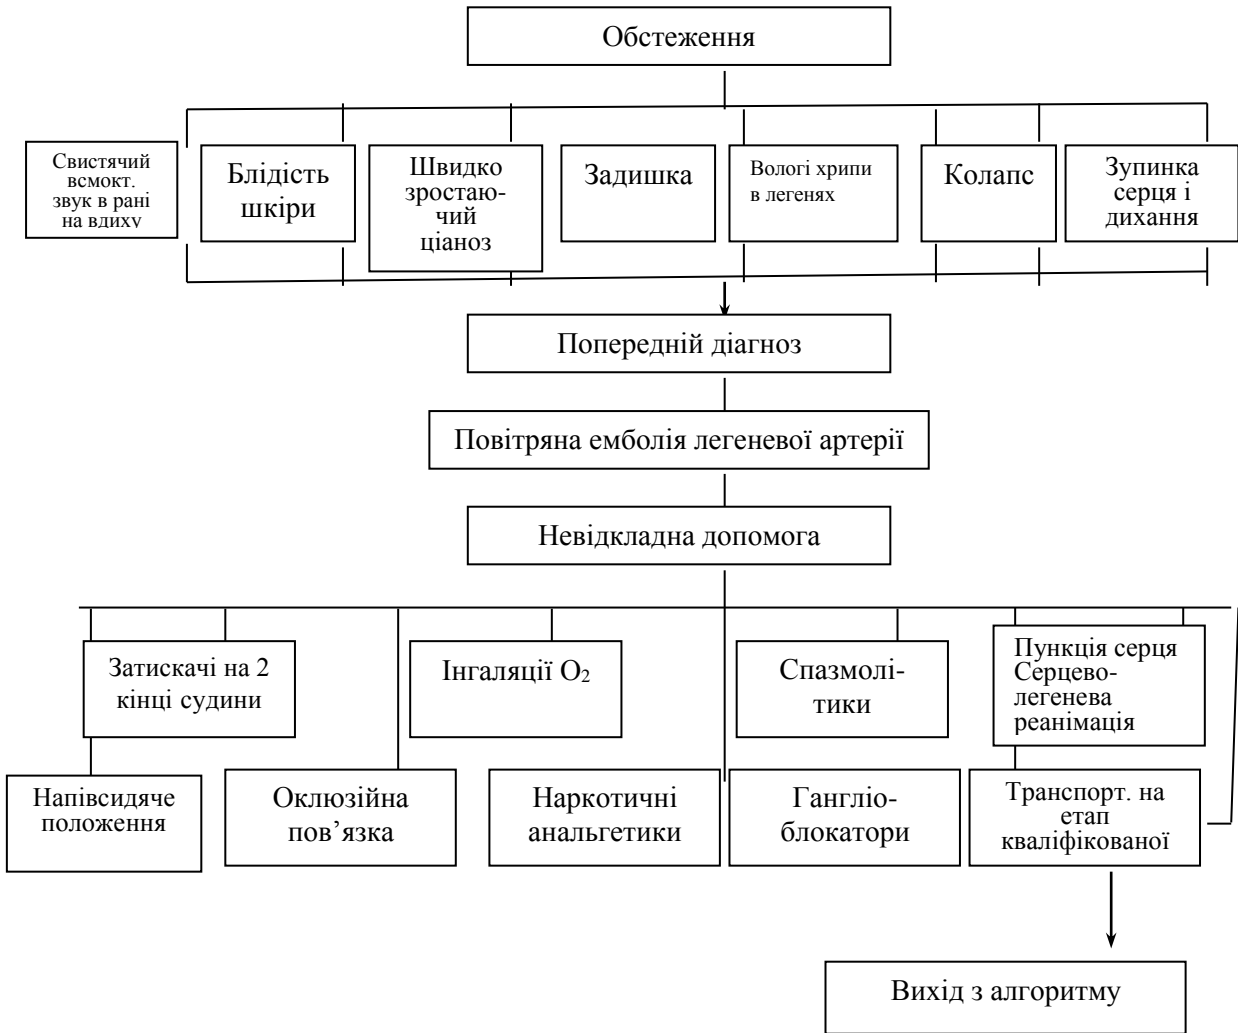 Обстеження
Свистячий
всмокт.
звук в рані
на вдиху
Блідість
шкіри
Швидко
зростаю-
чий
ціаноз
Задишка
Вологі хрипи
в легенях
Колапс
Зупинка
серця і
дихання
Попередній діагноз
Повітряна емболія легеневої артерії
Невідкладна допомога
Затискачі на 2
кінці судини
Інгаляції О₂
Спазмолі-
тики
Пункція серця
Серцево-
легенева
реанімація
Напівсидяче
положення
Оклюзійна
пов’язка
Наркотичні
анальгетики
Гангліо-
блокатори
Транспорт. на
етап
кваліфікованої
Вихід з алгоритму